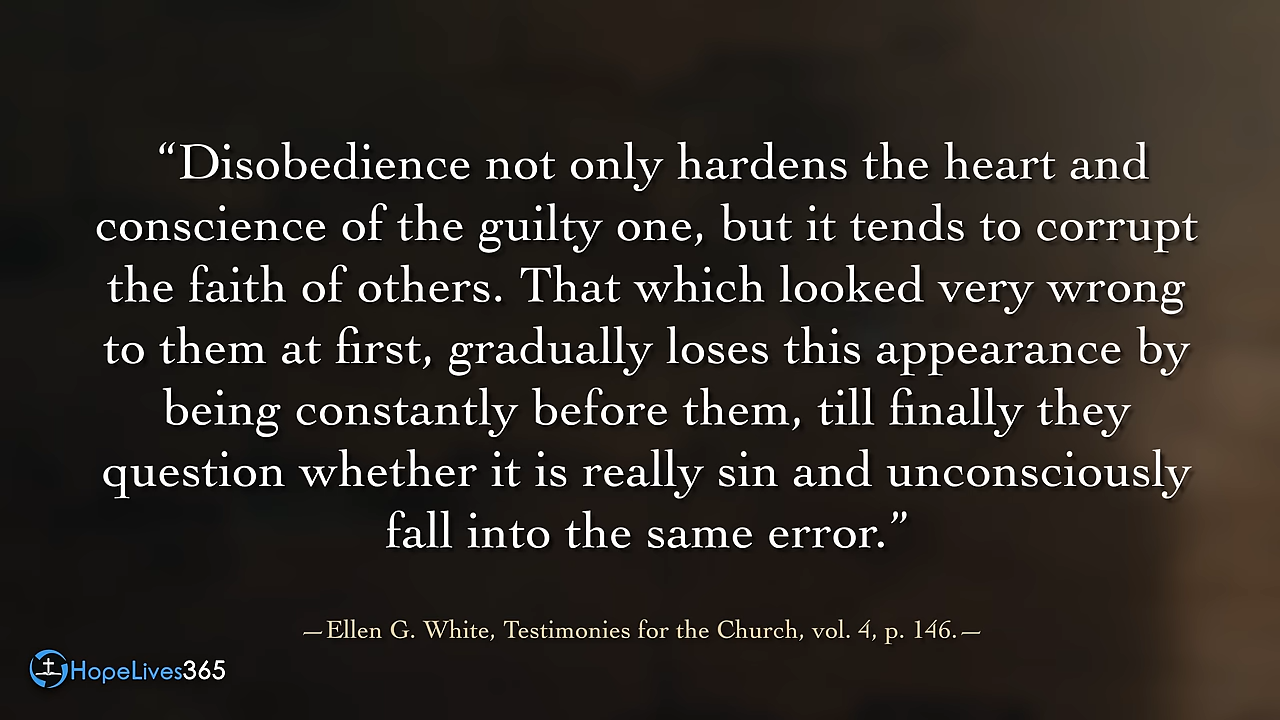 “Disobedience not only hardens the heart and
conscience of the guilty one, but it tends to corrupt
the faith of others. That which looked very wrong
to them at first, gradually loses this appearance by
being constantly before them, till finally they
question whether it is really sin and unconsciously
fall into the same error.”
—Ellen G. White, Testimonies for the Church, vol. 4, p. 146.—
HopeLives365